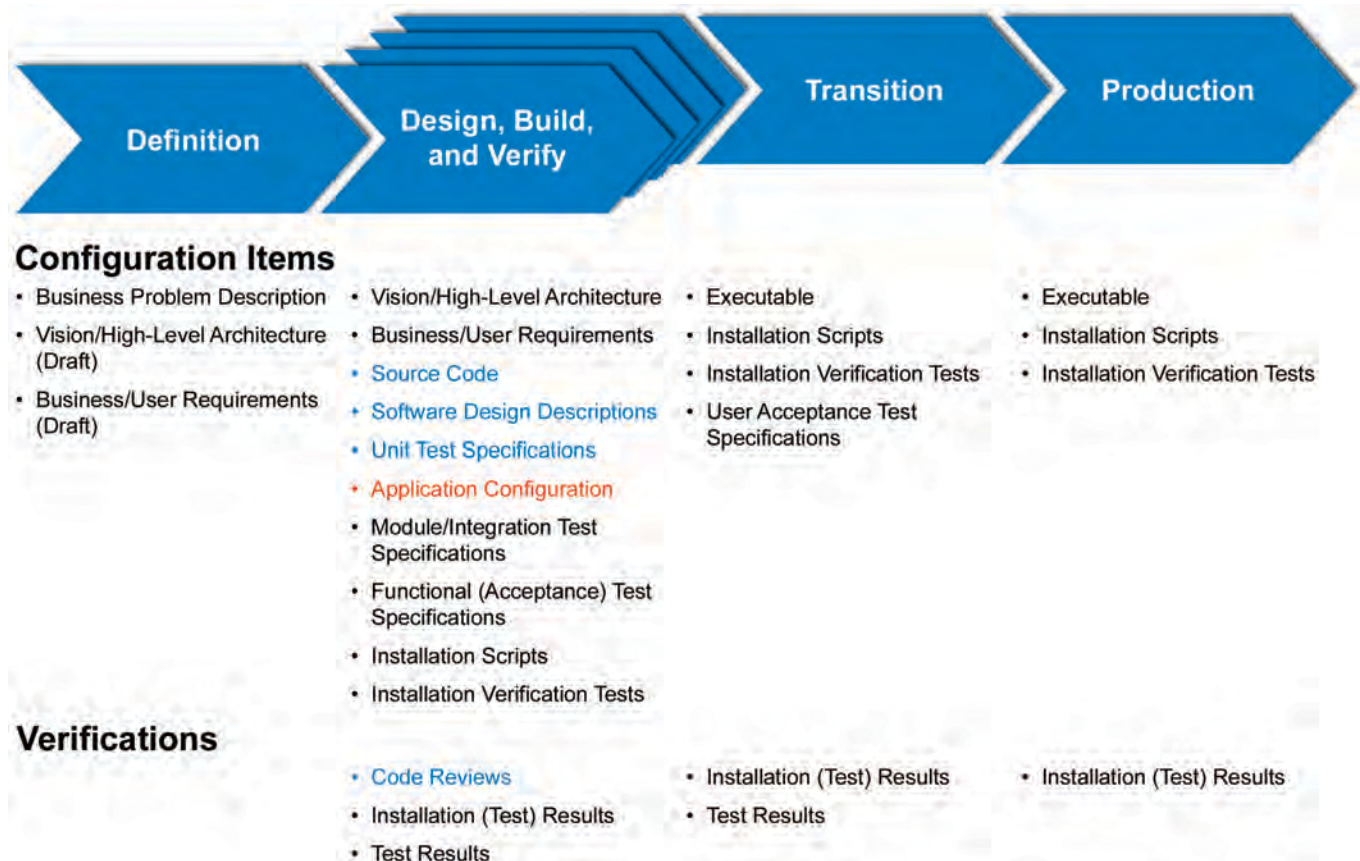 Definition
Design, Build,
and Verify
Transition
Production
Configuration Items
• Business Problem Description
• Vision/High-Level Architecture
(Draft)
• Business/User Requirements
(Draft)
• Vision/High-Level Architecture
• Business/User Requirements
• Source Code
• Software Design Descriptions
• Unit Test Specifications
• Application Configuration
• Module/Integration Test
Specifications
• Functional (Acceptance) Test
Specifications
• Installation Scripts
• Installation Verification Tests
• Executable
• Installation Scripts
• Installation Verification Tests
• User Acceptance Test
Specifications
• Executable
• Installation Scripts
• Installation Verification Tests
Verifications
• Code Reviews
• Installation (Test) Results
• Test Results
• Installation (Test) Results
• Test Results
• Installation (Test) Results